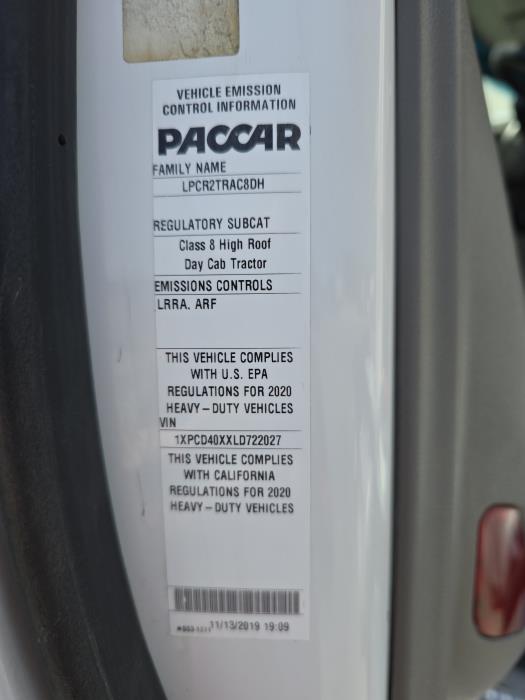 VEHICLE EMISSION
CONTROL INFORMATION
PACCAR
FAMILY NAME
LPCR2TRAC8DH
REGULATORY SUBCAT
Class 8 High Roof
Day Cab Tractor
EMISSIONS CONTROLS
LRRA, ARF
THIS VEHICLE COMPLIES
WITH U.S. EPA
REGULATIONS FOR 2020
HEAVY-DUTY VEHICLES
VIN
1XPCD40XXLD722027
THIS VEHICLE COMPLIES
WITH CALIFORNIA
REGULATIONS FOR 2020
HEAVY-DUTY VEHICLES
11/13/2019 19:09